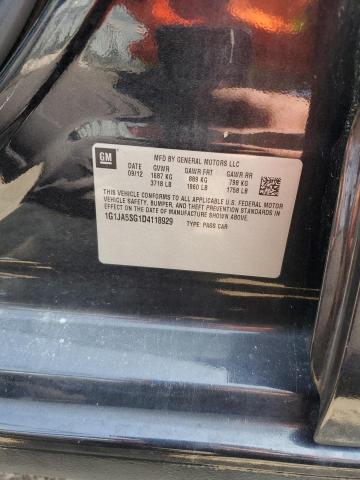 GM
MFD BY GENERAL MOTORS LLC
DATE GVWR GAWR FRT GAWR RR
09/12 1687 KG 889 KG 799 KG
3718 LB 1960 LB 1758 LB
THIS VEHICLE CONFORMS TO ALL APPLICABLE U.S. FEDERAL MOTOR
VEHICLE SAFETY, BUMPER, AND THEFT PREVENTION STANDARDS IN
EFFECT ON THE DATE OF MANUFACTURE SHOWN ABOVE.
1G1JA5SG1D4118929 TYPE: PASS CAR